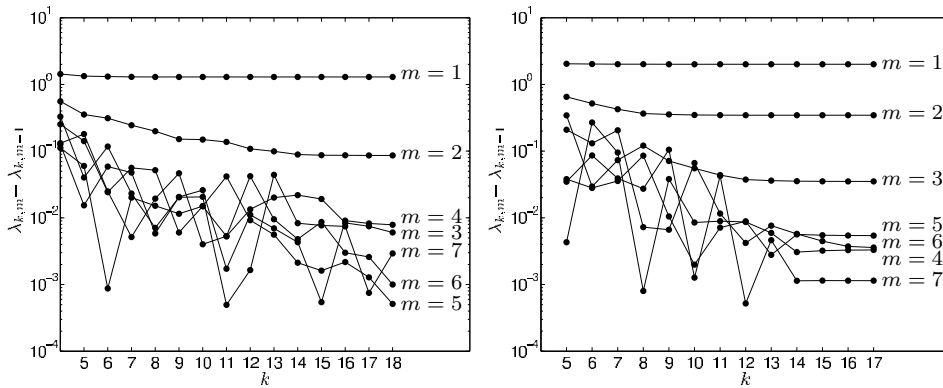 10^1
10^0
10^-1
10^-2
10^-3
10^-4
λ_{k,m} − λ_{k,m−1}
5 6 7 8 9 10 11 12 13 14 15 16 17 18
k
m = 1
m = 2
m = 4
m = 3
m = 7
m = 6
m = 5
10^1
10^0
10^-1
10^-2
10^-3
10^-4
λ_{k,m} − λ_{k,m−1}
5 6 7 8 9 10 11 12 13 14 15 16 17
k
m = 1
m = 2
m = 3
m = 5
m = 6
m = 4
m = 7